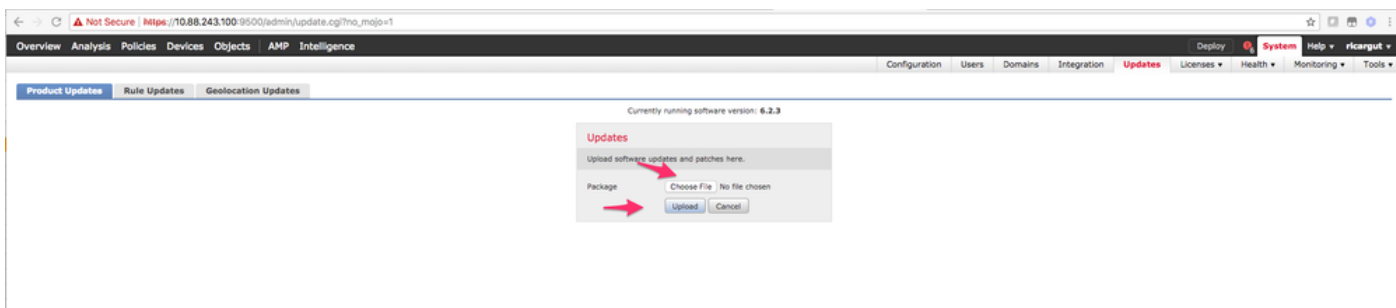 Not Secure https://10.88.243.100:9500/admin/update.cgi?no_mojo=1
Overview Analysis Policies Devices Objects AMP Intelligence Deploy System Help ricargut
Configuration Users Domains Integration Updates Licenses Health Monitoring Tools
Product Updates Rule Updates Geolocation Updates
Currently running software version: 6.2.3
Updates
Upload software updates and patches here.
Package Choose File No file chosen
Upload Cancel